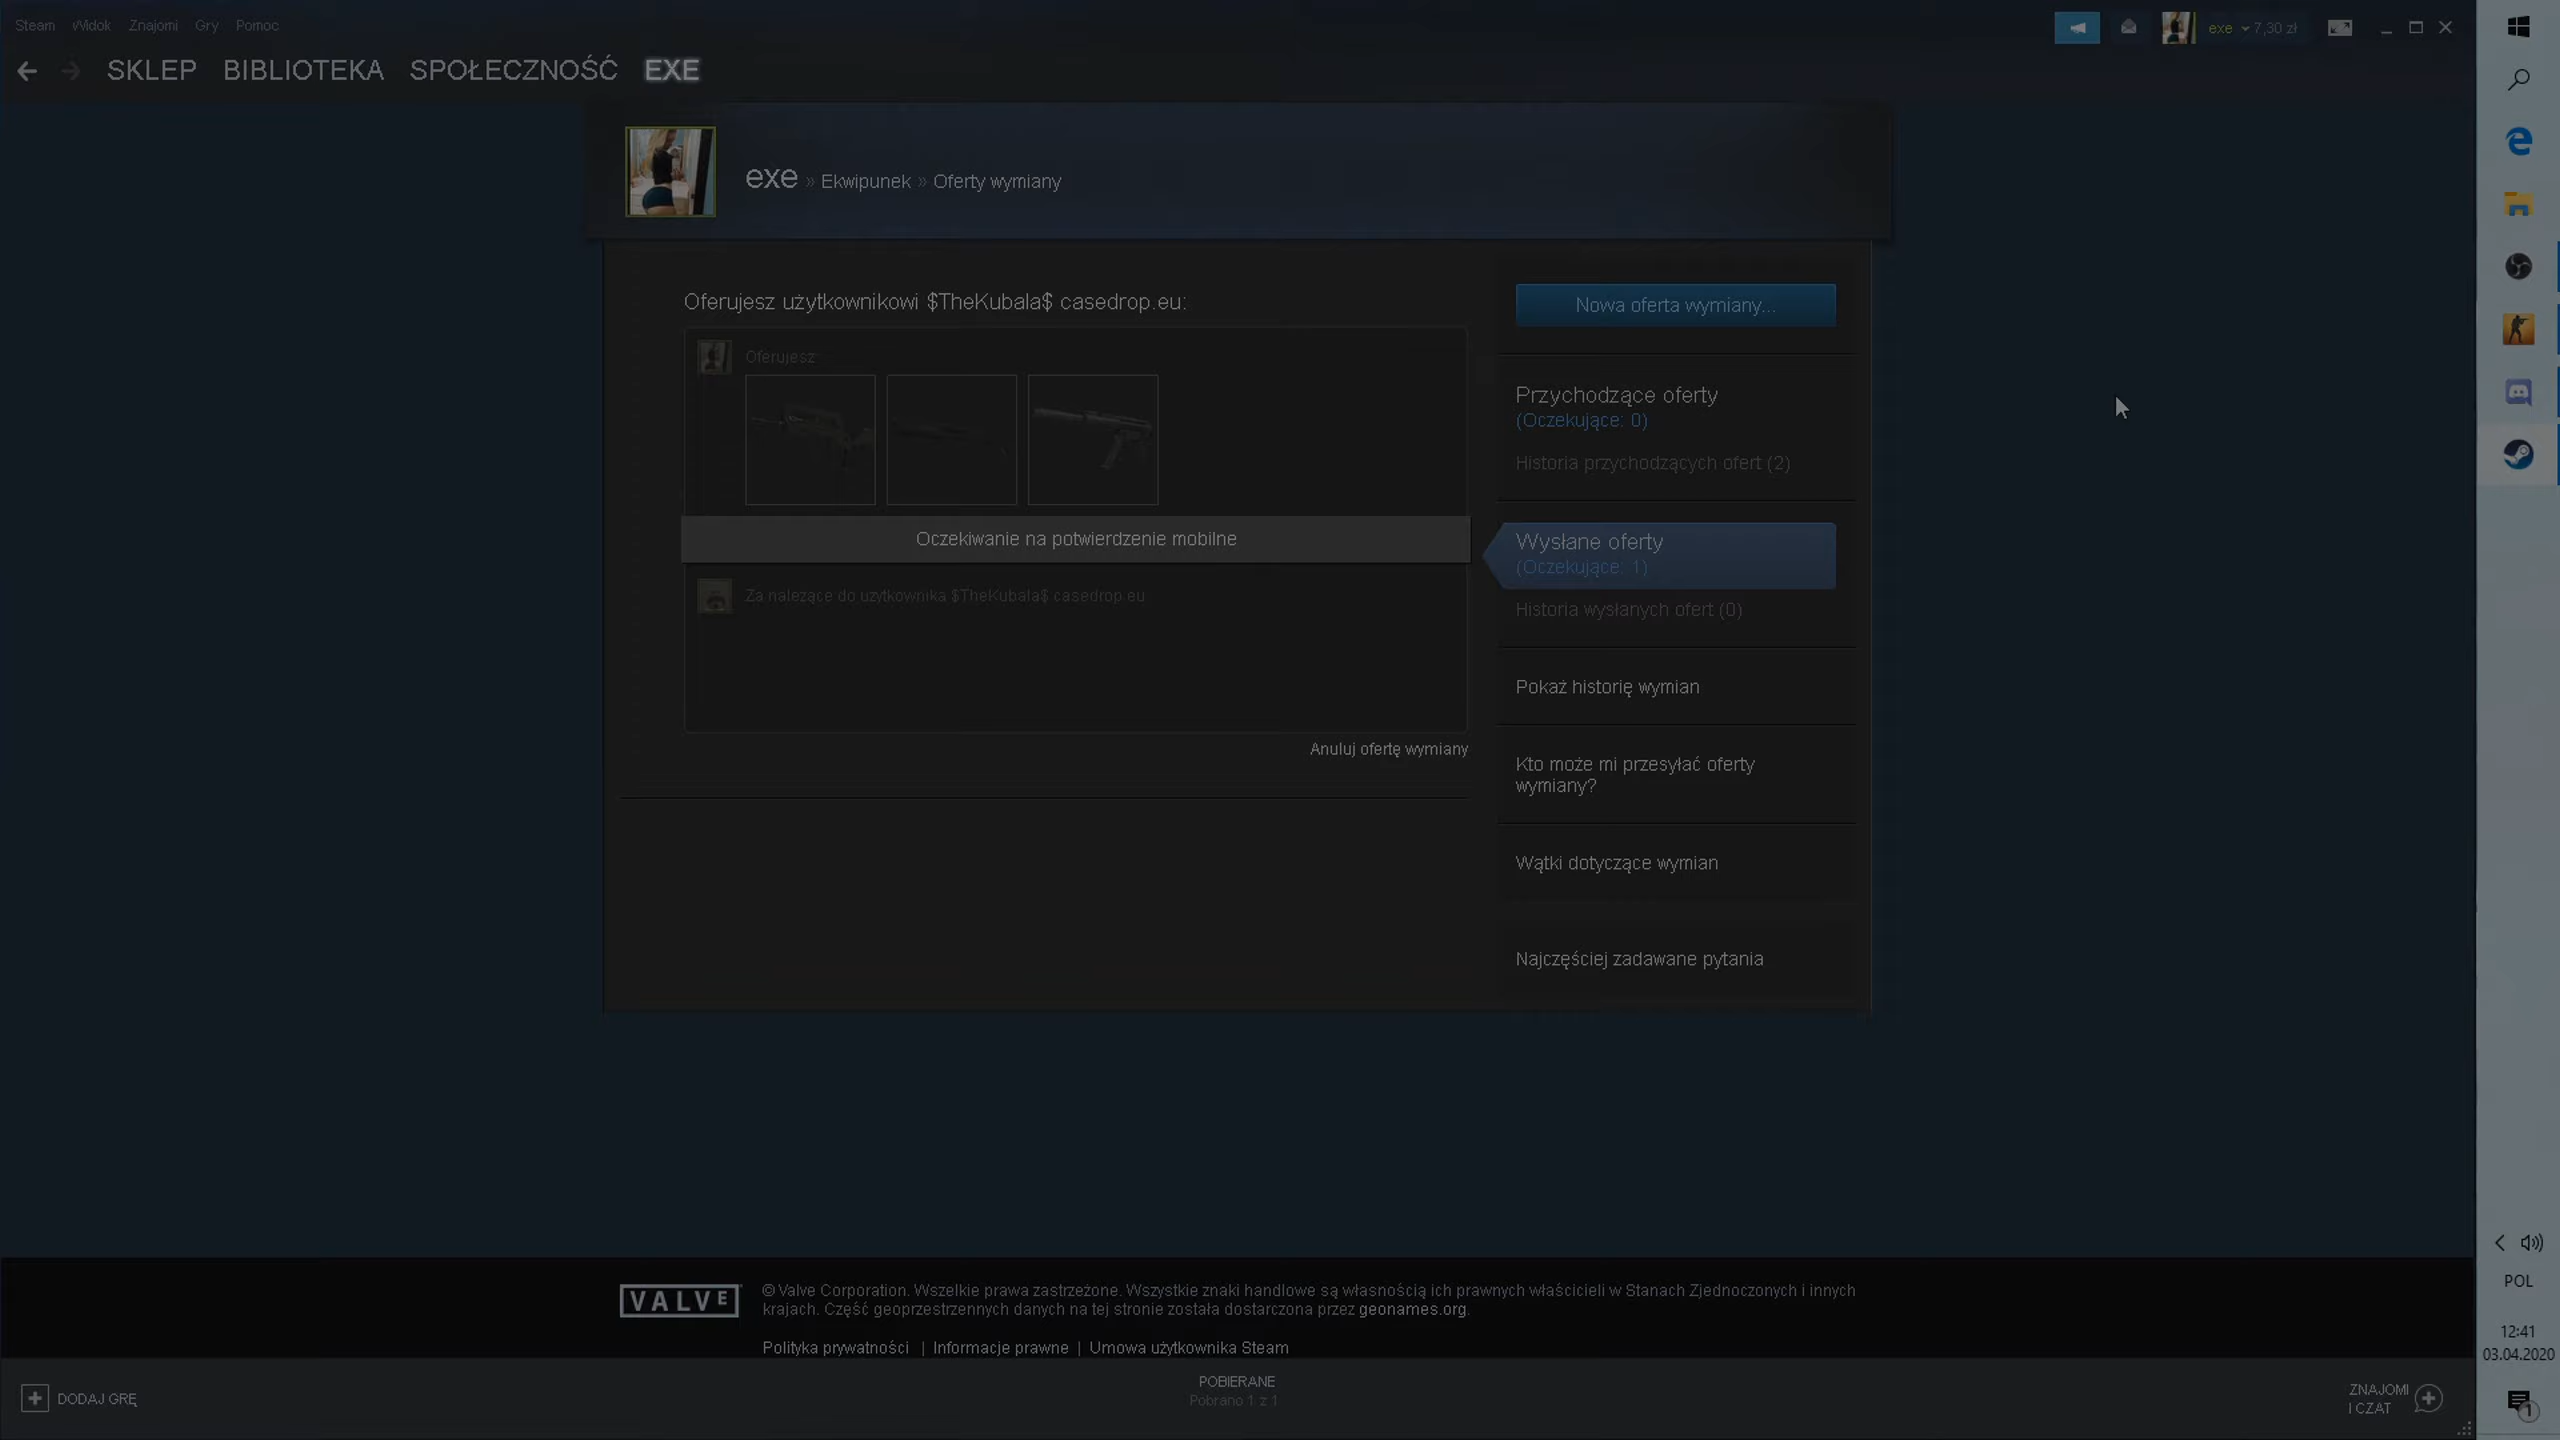 Steam Widok Znajomi Gry Pomoc
exe 7,30 zł
SKLEP BIBLIOTEKA SPOŁECZNOŚĆ EXE
exe » Ekwipunek » Oferty wymiany
Oferujesz użytkownikowi $TheKubala$ casedrop.eu:
Oferujesz:
Oczekiwanie na potwierdzenie mobilne
Za należące do użytkownika $TheKubala$ casedrop.eu:
Anuluj ofertę wymiany
Nowa oferta wymiany...
Przychodzące oferty
(Oczekujące: 0)
Historia przychodzących ofert (2)
Wysłane oferty
(Oczekujące: 1)
Historia wysłanych ofert (0)
Pokaż historię wymian
Kto może mi przesyłać oferty
wymiany?
Wątki dotyczące wymian
Najczęściej zadawane pytania
VALVE
© Valve Corporation. Wszelkie prawa zastrzeżone. Wszystkie znaki handlowe są własnością ich prawnych właścicieli w Stanach Zjednoczonych i innych
krajach. Część geoprzestrzennych danych na tej stronie została dostarczona przez geonames.org.
Polityka prywatności | Informacje prawne | Umowa użytkownika Steam
DODAJ GRĘ
POBIERANE
Pobrano 1 z 1
ZNAJOMI
I CZAT
POL
12:41
03.04.2020
1